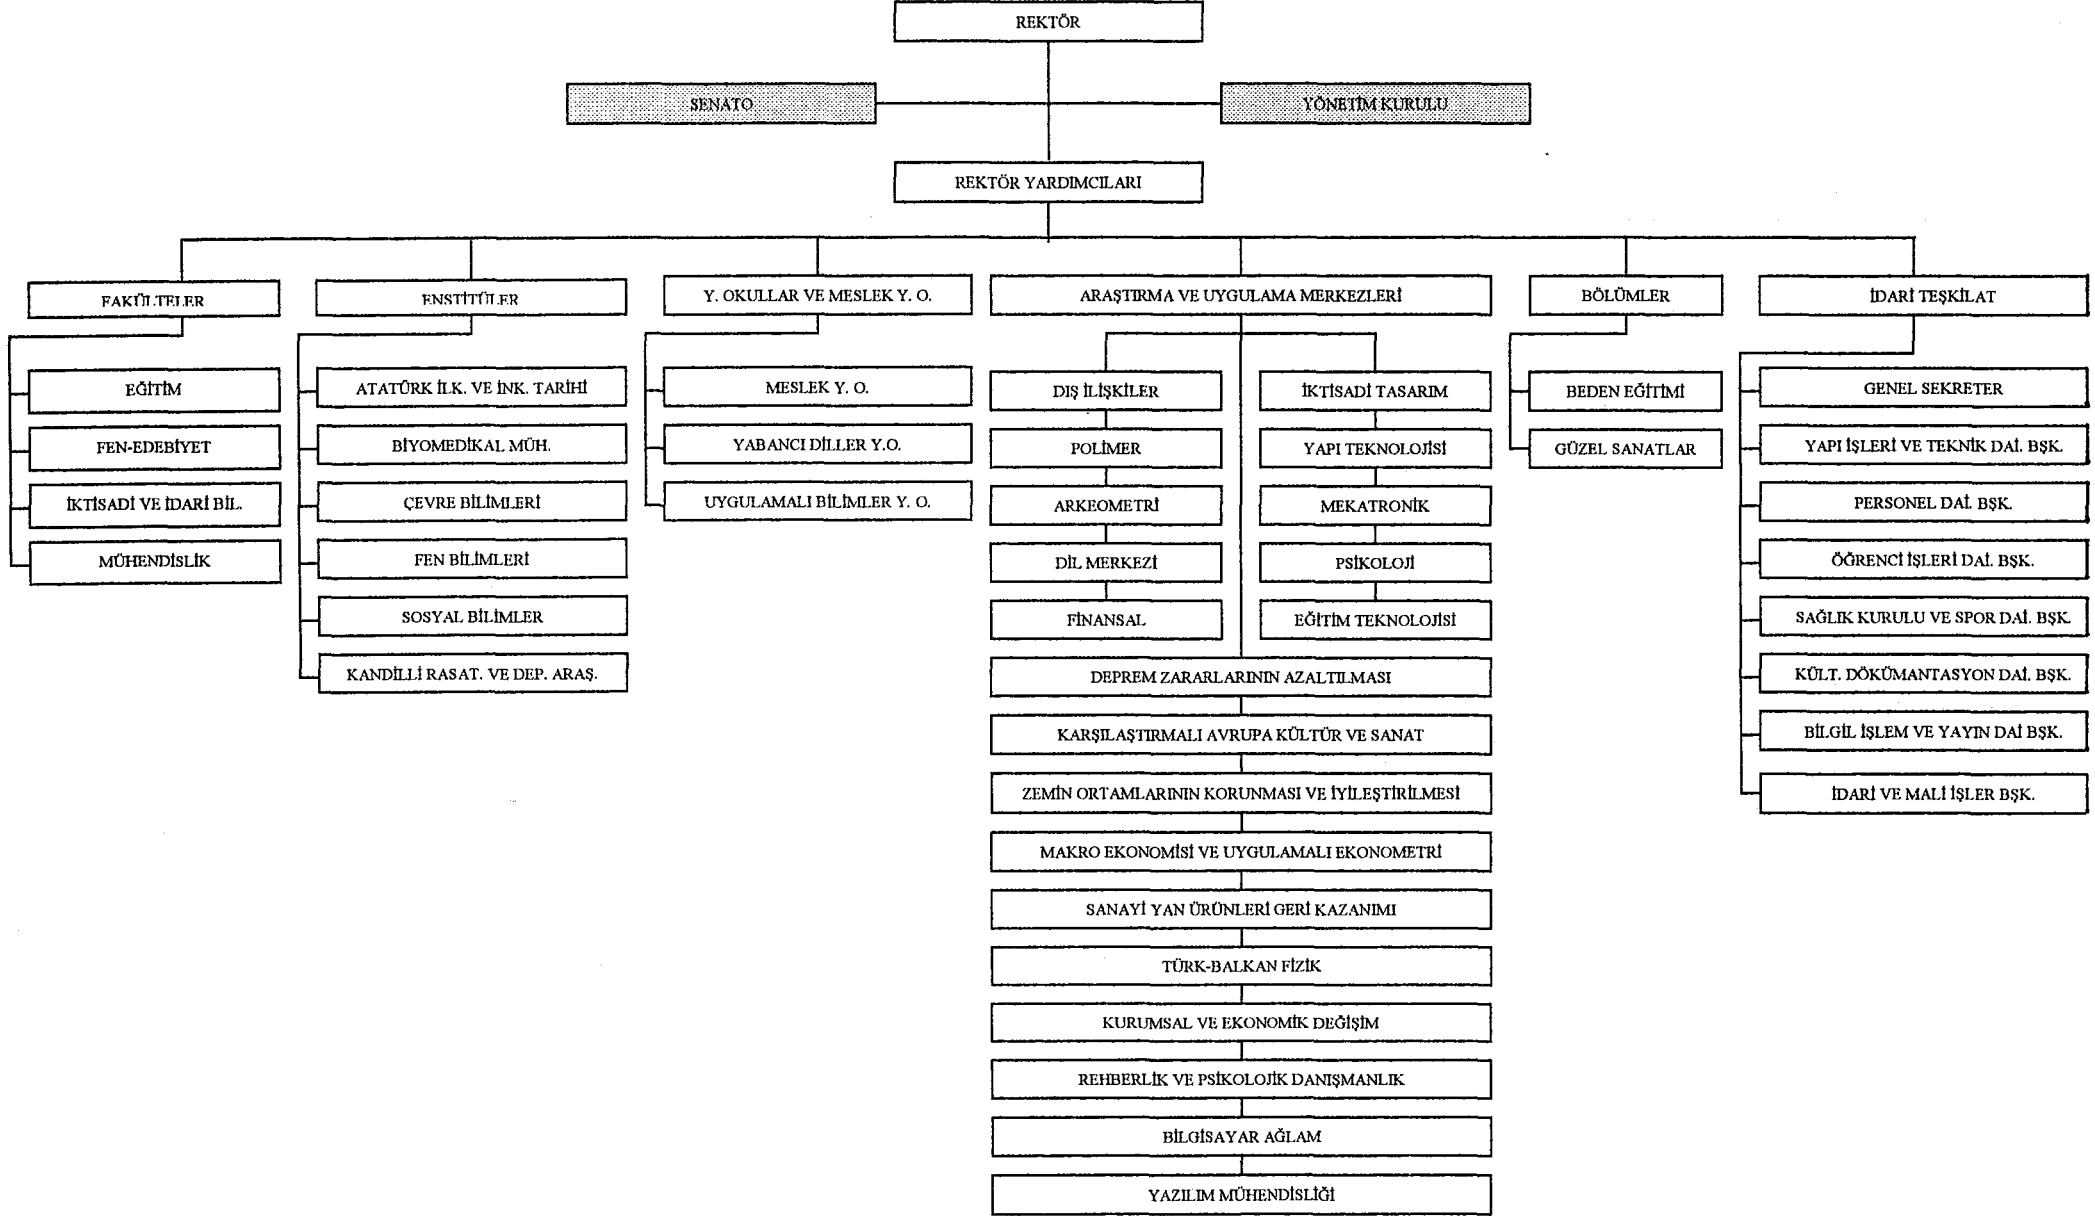 REKTÖR
SENATO
YÖNETİM KURULU
REKTÖR YARDIMCILARI
FAKÜLTELER
ENSTİTÜLER
Y. OKULLAR VE MESLEK Y. O.
ARAŞTIRMA VE UYGULAMA MERKEZLERİ
BÖLÜMLER
İDARİ TEŞKİLAT
EĞİTİM
FEN-EDEBİYET
İKTİSADİ VE İDARİ BİL.
MÜHENDİSLİK
ATATÜRK İLK. VE İNK. TARİHİ
BİYOMEDİKAL MÜH.
ÇEVRE BİLİMLERİ
FEN BİLİMLERİ
SOSYAL BİLİMLER
KANDİLLİ RASAT. VE DEP. ARAŞ.
MESLEK Y. O.
YABANCI DİLLER Y.O.
UYGULAMALI BİLİMLER Y. O.
DIŞ İLİŞKİLER
POLİMER
ARKEOMETRİ
DİL MERKEZİ
FİNANSAL
İKTİSADİ TASARIM
YAPI TEKNOLOJİSİ
MEKATRONİK
PSİKOLOJİ
EĞİTİM TEKNOLOJİSİ
DEPREM ZARARLARININ AZALTILMASI
KARŞILAŞTIRMALI AVRUPA KÜLTÜR VE SANAT
ZEMİN ORTAMLARININ KORUNMASI VE İYİLEŞTİRİLMESİ
MAKRO EKONOMİSİ VE UYGULAMALI EKONOMETRİ
SANAYİ YAN ÜRÜNLERİ GERİ KAZANIMI
TÜRK-BALKAN FİZİK
KURUMSAL VE EKONOMİK DEĞİŞİM
REHBERLİK VE PSİKOLOJİK DANIŞMANLIK
BİLGİSAYAR AĞLAM
YAZILIM MÜHENDİSLİĞİ
BEDEN EĞİTİMİ
GÜZEL SANATLAR
GENEL SEKRETER
YAPI İŞLERİ VE TEKNİK DAİ. BŞK.
PERSONEL DAİ. BŞK.
ÖĞRENCİ İŞLERİ DAİ. BŞK.
SAĞLIK KURULU VE SPOR DAİ. BŞK.
KÜLT. DÖKÜMANTASYON DAİ. BŞK.
BİLGİL İŞLEM VE YAYIN DAİ BŞK.
İDARİ VE MALİ İŞLER BŞK.